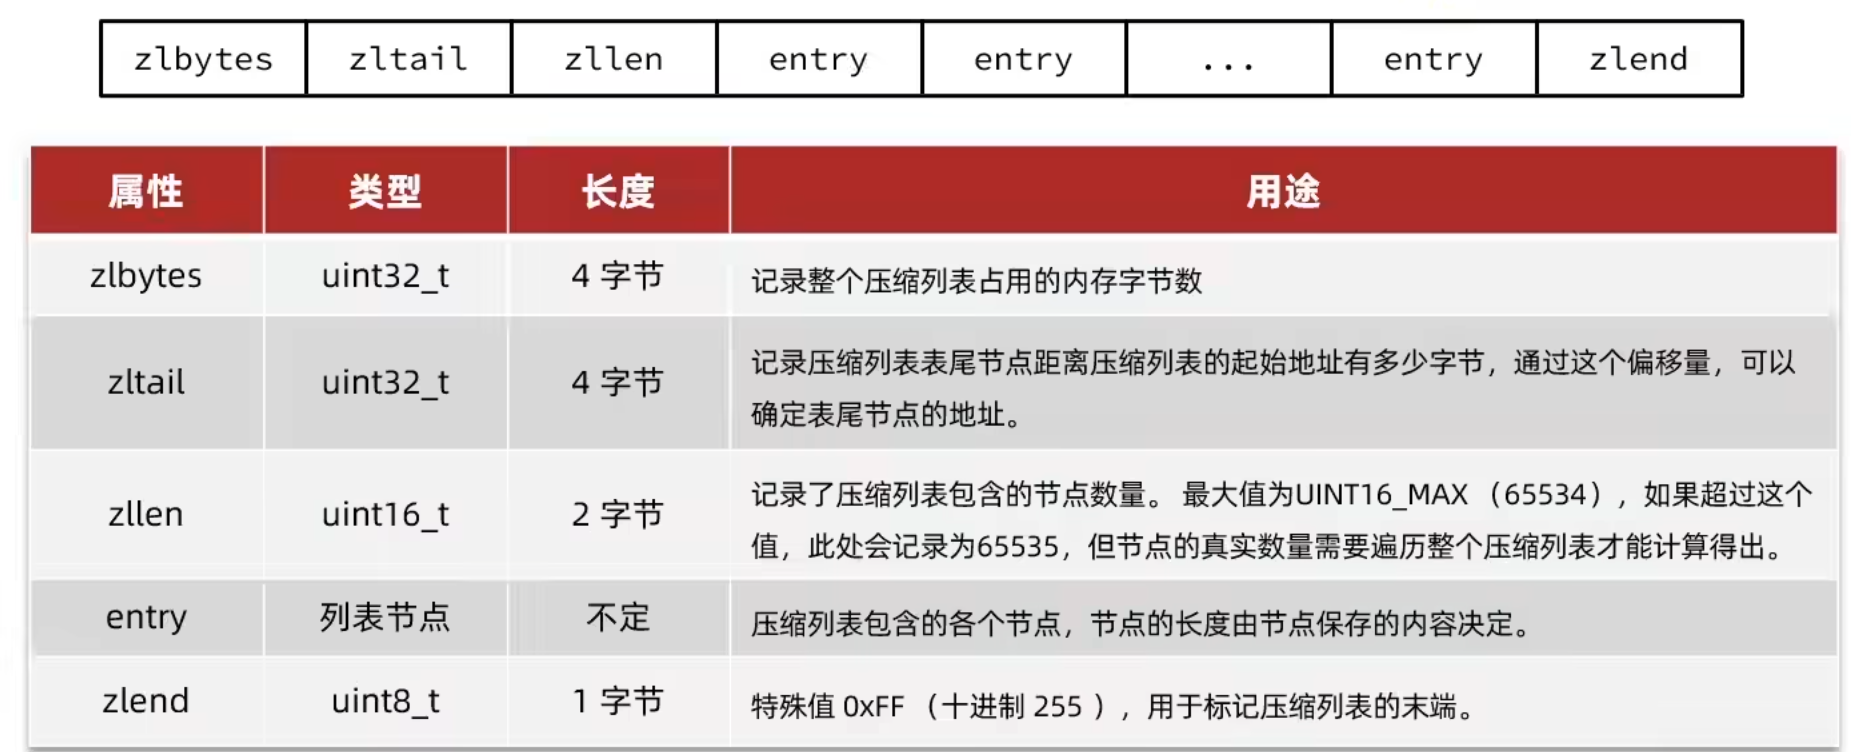 zlbytes zltail zllen entry entry ... entry zlend
属性 类型 长度 用途
zlbytes uint32_t 4 字节 记录整个压缩列表占用的内存字节数
zltail uint32_t 4 字节 记录压缩列表表尾节点距离压缩列表的起始地址有多少字节，通过这个偏移量，可以
确定表尾节点的地址。
zllen uint16_t 2 字节 记录了压缩列表包含的节点数量。 最大值为UINT16_MAX （65534），如果超过这个
值，此处会记录为65535，但节点的真实数量需要遍历整个压缩列表才能计算得出。
entry 列表节点 不定 压缩列表包含的各个节点，节点的长度由节点保存的内容决定。
zlend uint8_t 1 字节 特殊值 0xFF （十进制 255 ），用于标记压缩列表的末端。